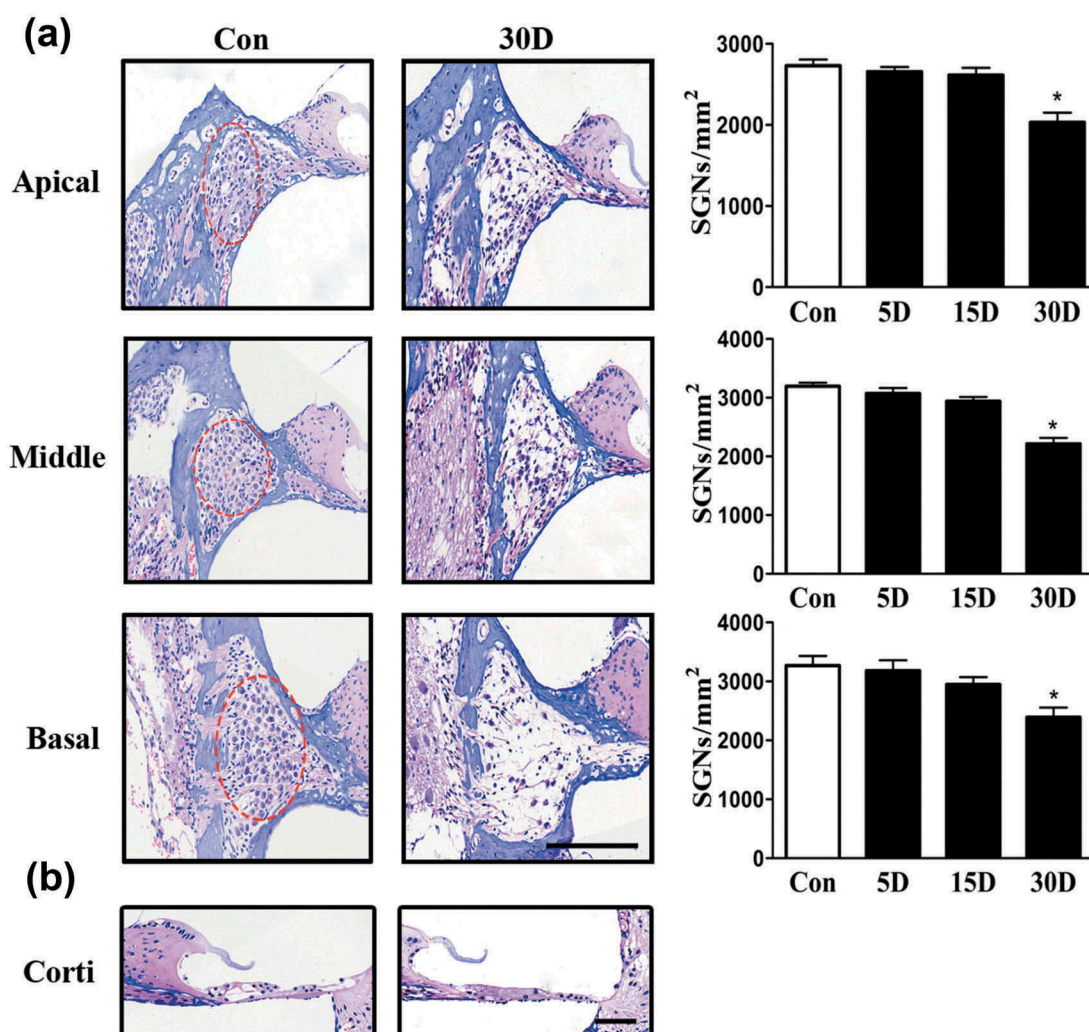 (a)
Con
30D
Apical
SGNs/mm²
3000
2000
1000
0
*
Con 5D 15D 30D
Middle
SGNs/mm²
4000
3000
2000
1000
0
*
Con 5D 15D 30D
Basal
SGNs/mm²
4000
3000
2000
1000
0
*
Con 5D 15D 30D
(b)
Corti